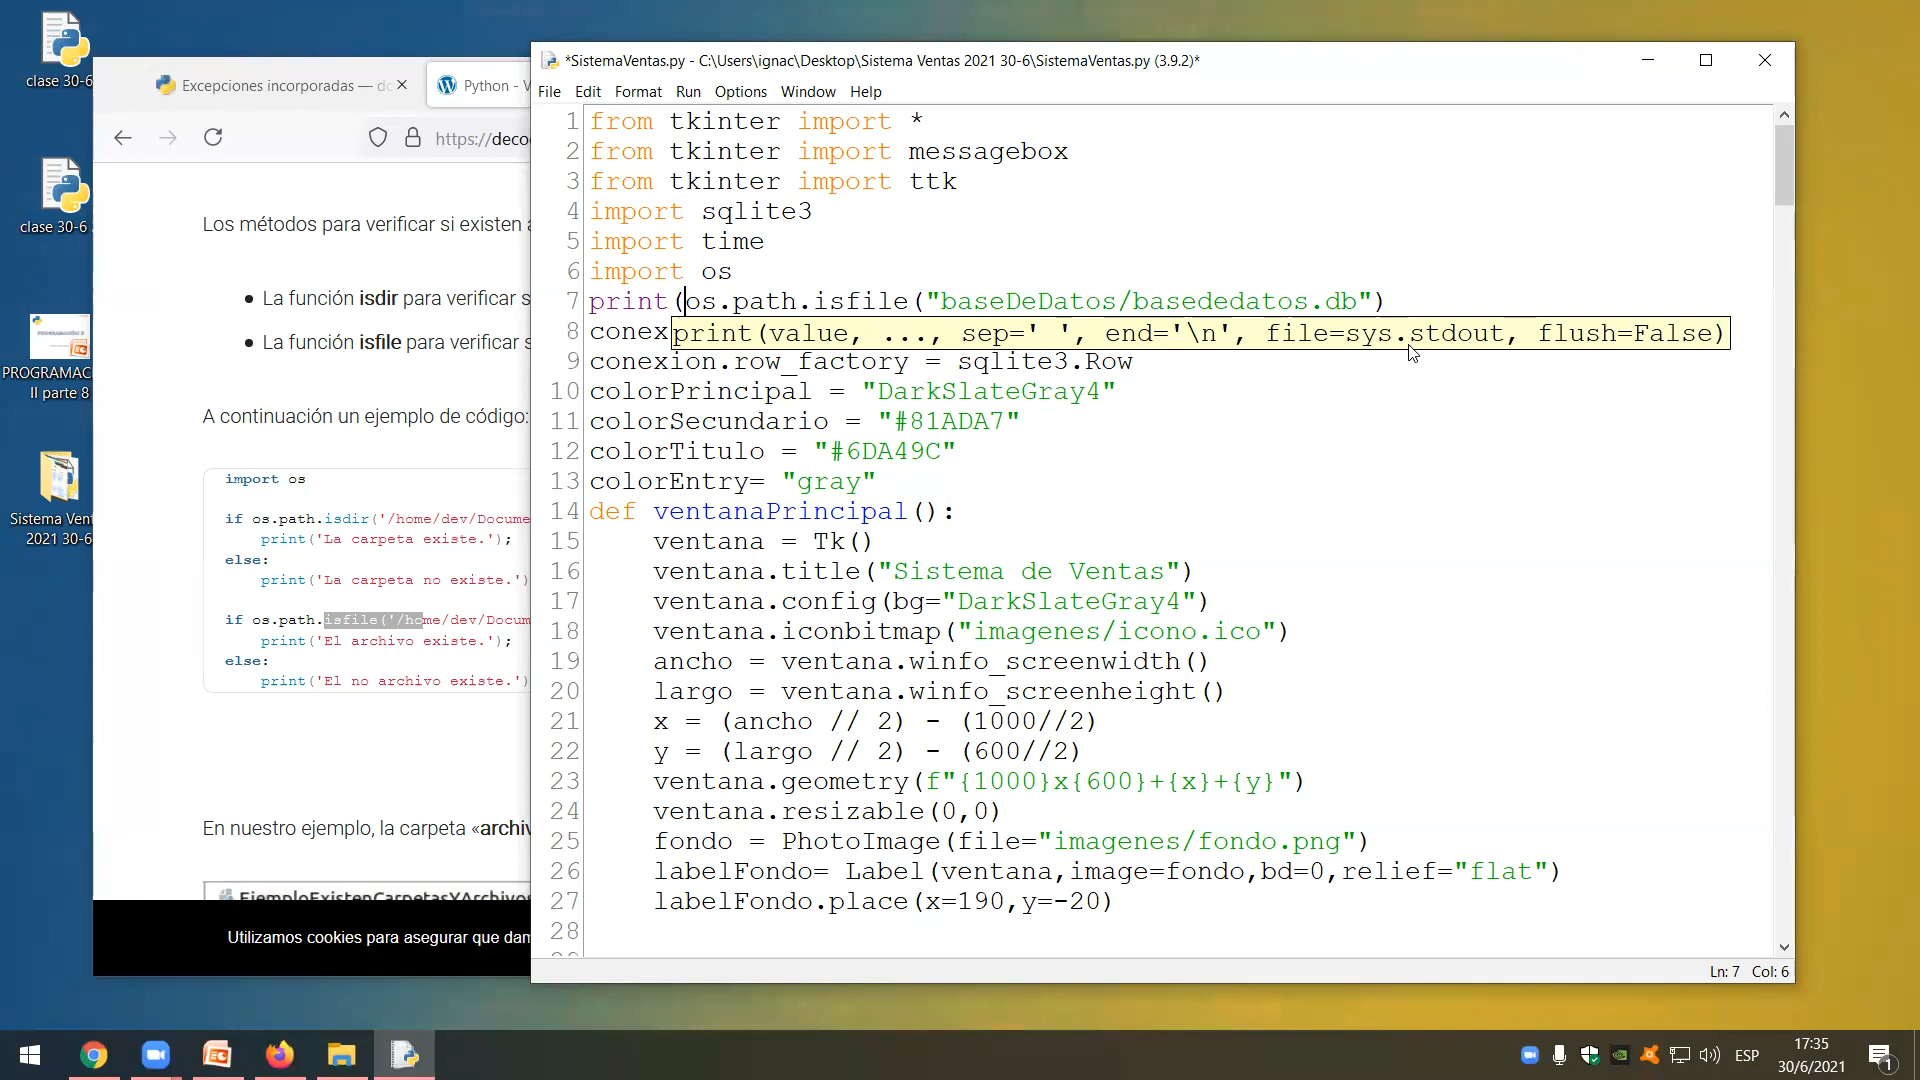 clase 30-6
clase 30-6
PROGRAMAC
II parte 8
Sistema Vent
2021 30-6
Excepciones incorporadas — do
Python - V
https://deco
Los métodos para verificar si existen a
La función isdir para verificar s
La función isfile para verificar s
A continuación un ejemplo de código:
import os
if os.path.isdir('/home/dev/Docume
print('La carpeta existe.');
else:
print('La carpeta no existe.')
if os.path.isfile('/home/dev/Docum
print('El archivo existe.');
else:
print('El no archivo existe.')
En nuestro ejemplo, la carpeta «archiv
EjemploExistenCarpetasYArchivos
Utilizamos cookies para asegurar que dam
*SistemaVentas.py - C:\Users\ignac\Desktop\Sistema Ventas 2021 30-6\SistemaVentas.py (3.9.2)*
File Edit Format Run Options Window Help
1 from tkinter import *
2 from tkinter import messagebox
3 from tkinter import ttk
4 import sqlite3
5 import time
6 import os
7 print(os.path.isfile("baseDeDatos/basededatos.db")
8 conex
print(value, ..., sep=' ', end='\n', file=sys.stdout, flush=False)
9 conexion.row_factory = sqlite3.Row
10 colorPrincipal = "DarkSlateGray4"
11 colorSecundario = "#81ADA7"
12 colorTitulo = "#6DA49C"
13 colorEntry= "gray"
14 def ventanaPrincipal():
15 ventana = Tk()
16 ventana.title("Sistema de Ventas")
17 ventana.config(bg="DarkSlateGray4")
18 ventana.iconbitmap("imagenes/icono.ico")
19 ancho = ventana.winfo_screenwidth()
20 largo = ventana.winfo_screenheight()
21 x = (ancho // 2) - (1000//2)
22 y = (largo // 2) - (600//2)
23 ventana.geometry(f"{1000}x{600}+{x}+{y}")
24 ventana.resizable(0,0)
25 fondo = PhotoImage(file="imagenes/fondo.png")
26 labelFondo= Label(ventana,image=fondo,bd=0,relief="flat")
27 labelFondo.place(x=190,y=-20)
28
Ln: 7 Col: 6
ESP
17:35
30/6/2021
1